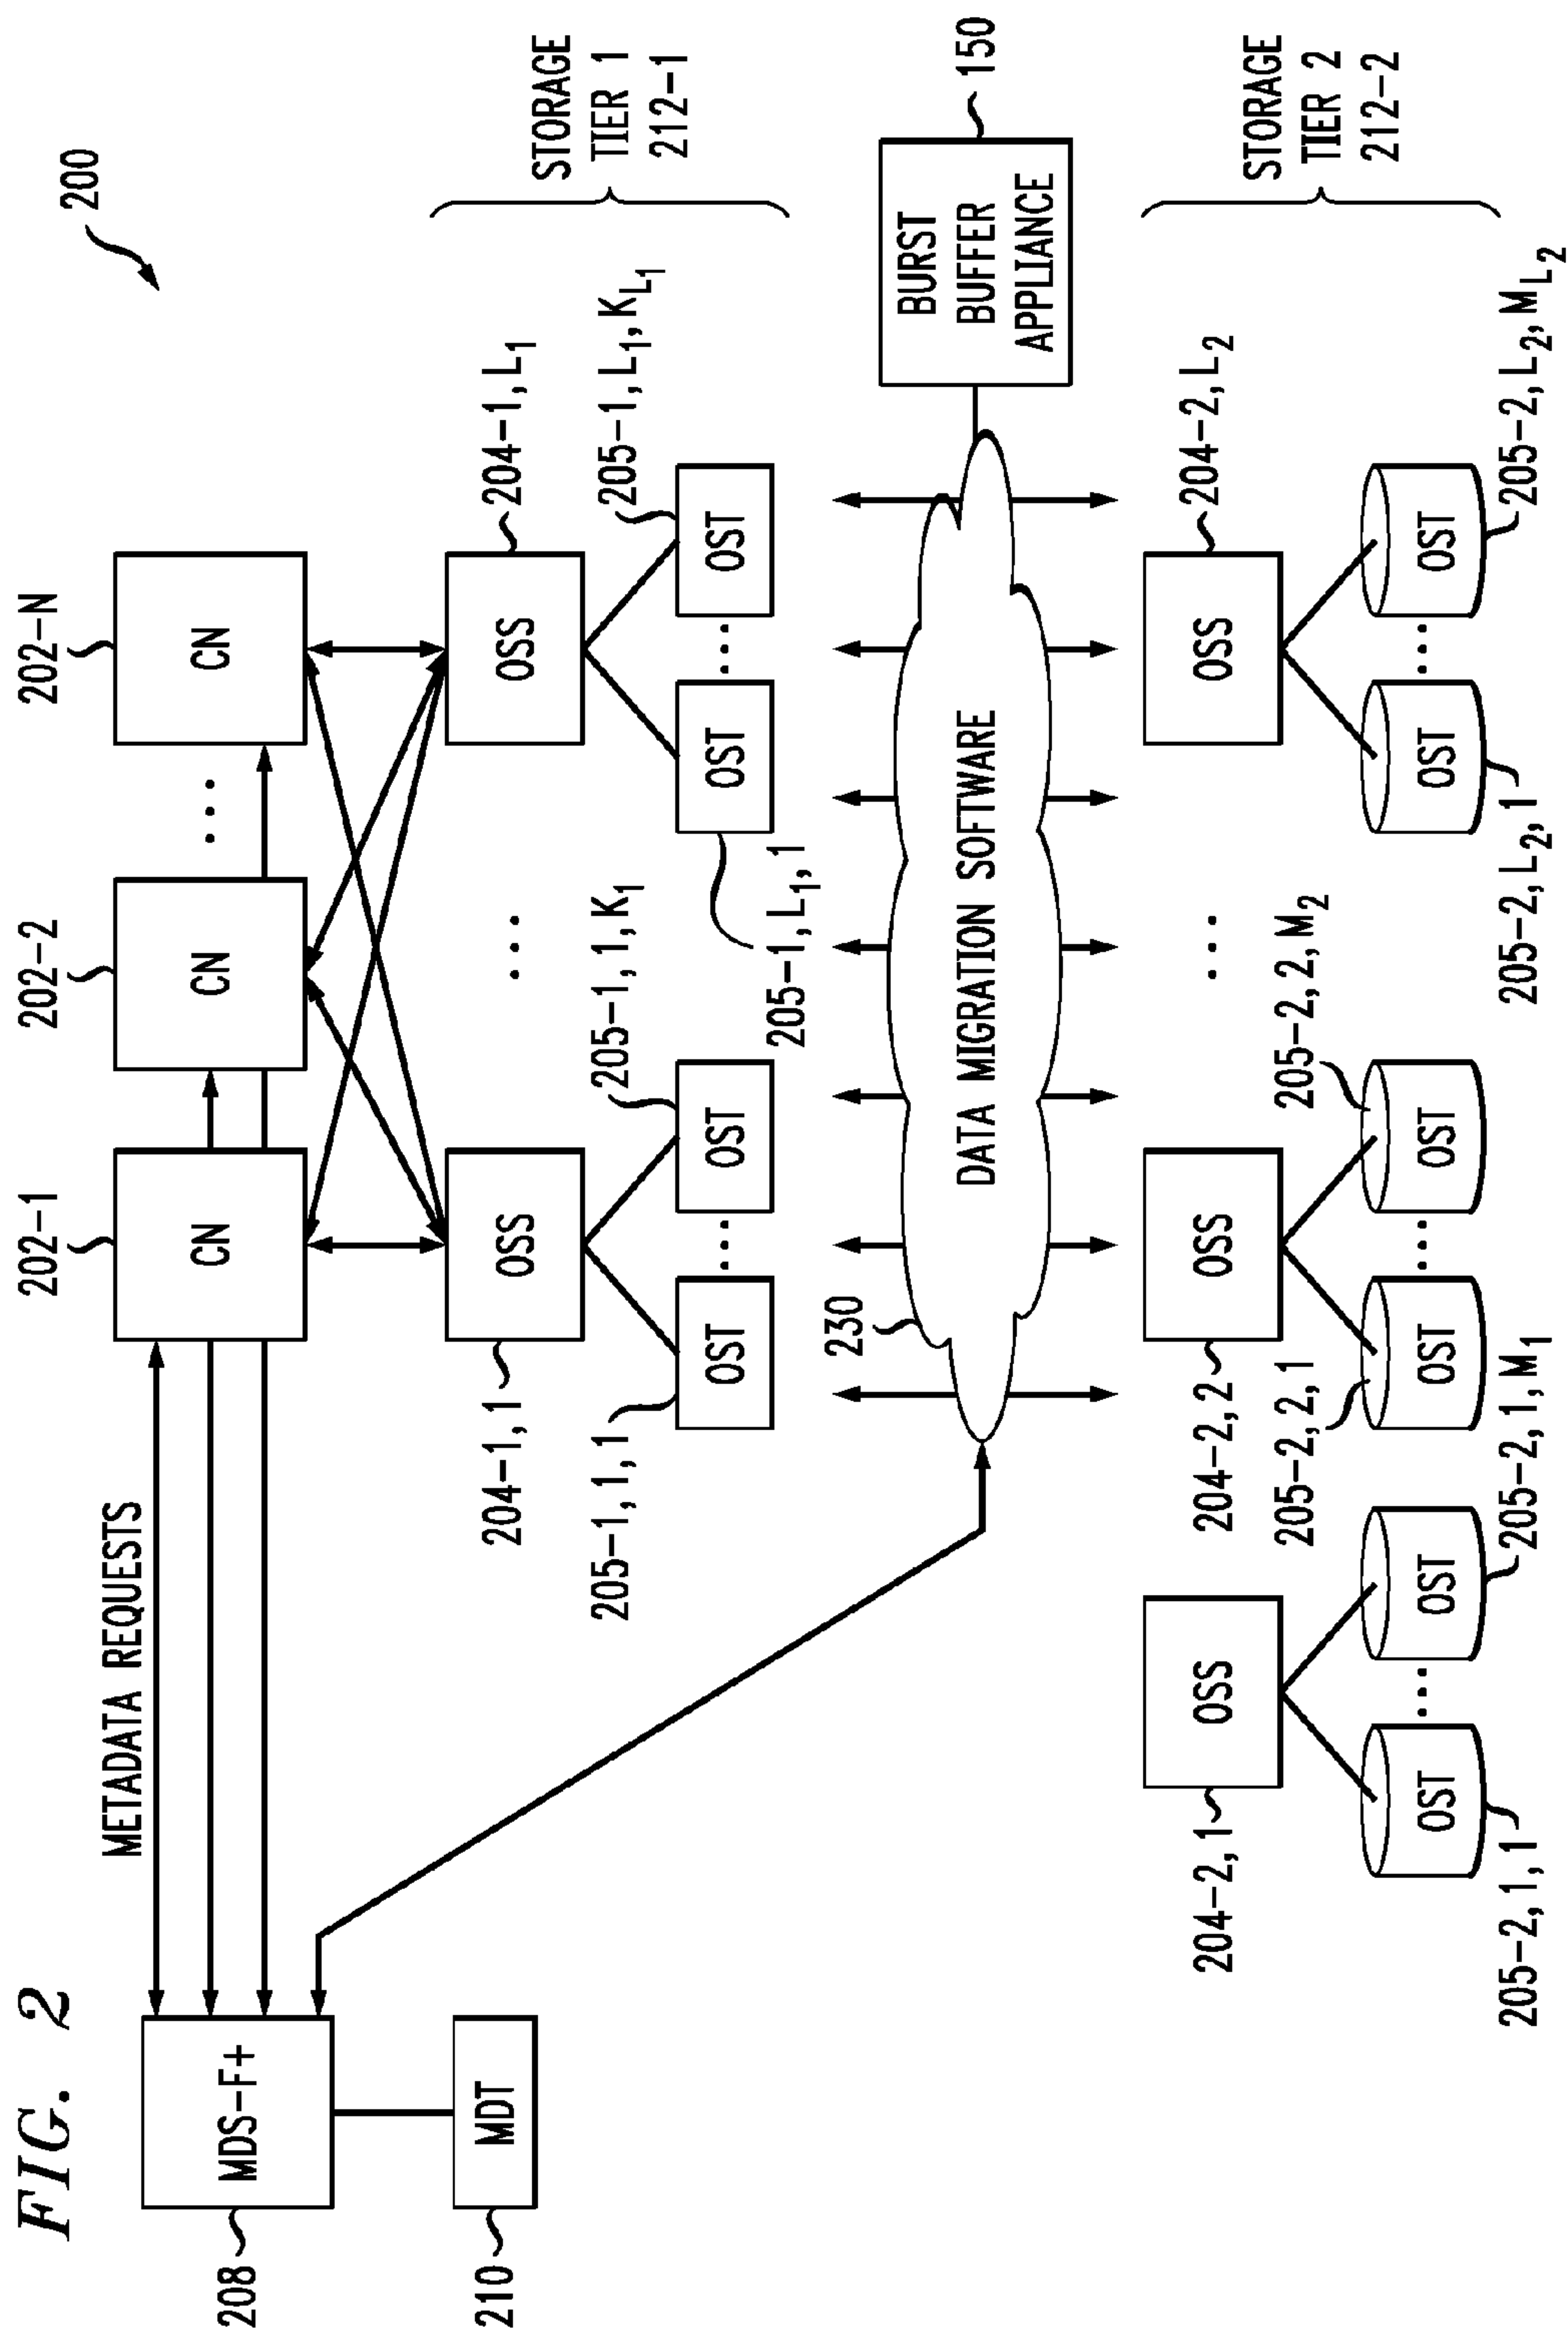 FIG. 2
200
METADATA REQUESTS
202-1
202-2
202-N
CN
CN
...
CN
208
MDS-F+
210
MDT
204-1,1
OSS
...
OSS
204-1,L1
STORAGE
TIER 1
212-1
205-1,1,1
205-1,1,K1
205-1,L1,1
205-1,L1,KL1
OST
...
OST
OST
...
OST
230
DATA MIGRATION SOFTWARE
BURST
BUFFER
APPLIANCE
150
204-2,1
OSS
204-2,2
OSS
...
OSS
204-2,L2
STORAGE
TIER 2
212-2
205-2,2,1
205-2,2,M2
OST
....
OST
OST
....
OST
OST
....
OST
205-2,1,1
205-2,1,M1
205-2,L2,1
205-2,L2,ML2